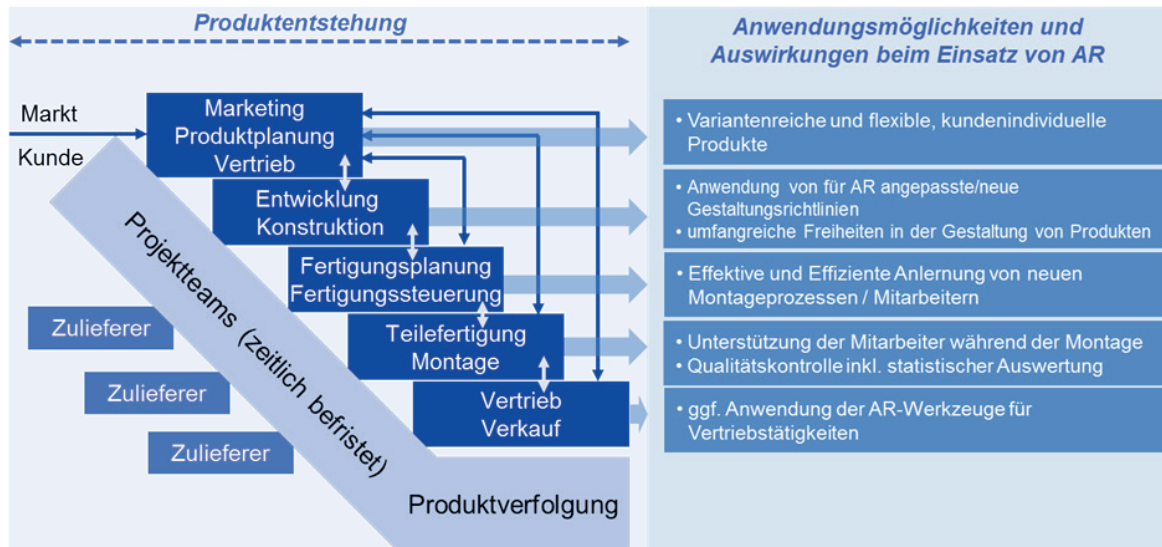 Produktentstehung
Markt
Kunde
Marketing
Produktplanung
Vertrieb
Entwicklung
Konstruktion
Fertigungsplanung
Fertigungssteuerung
Teilefertigung
Montage
Vertrieb
Verkauf
Projektteams (zeitlich befristet)
Zulieferer
Zulieferer
Zulieferer
Produktverfolgung
Anwendungsmöglichkeiten und
Auswirkungen beim Einsatz von AR
• Variantenreiche und flexible, kundenindividuelle
Produkte
• Anwendung von für AR angepasste/neue
Gestaltungsrichtlinien
• umfangreiche Freiheiten in der Gestaltung von Produkten
• Effektive und Effiziente Anlernung von neuen
Montageprozessen / Mitarbeitern
• Unterstützung der Mitarbeiter während der Montage
• Qualitätskontrolle inkl. statistischer Auswertung
• ggf. Anwendung der AR-Werkzeuge für
Vertriebstätigkeiten